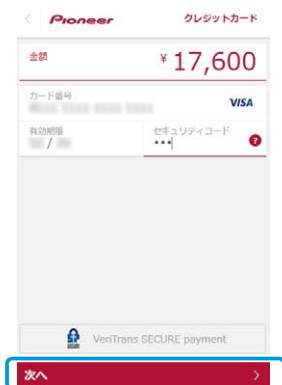 Pioneer クレジットカード
金額 ¥ 17,600
カード番号
VISA
有効期限 セキュリティコード
/ •••
VeriTrans SECURE payment
次へ